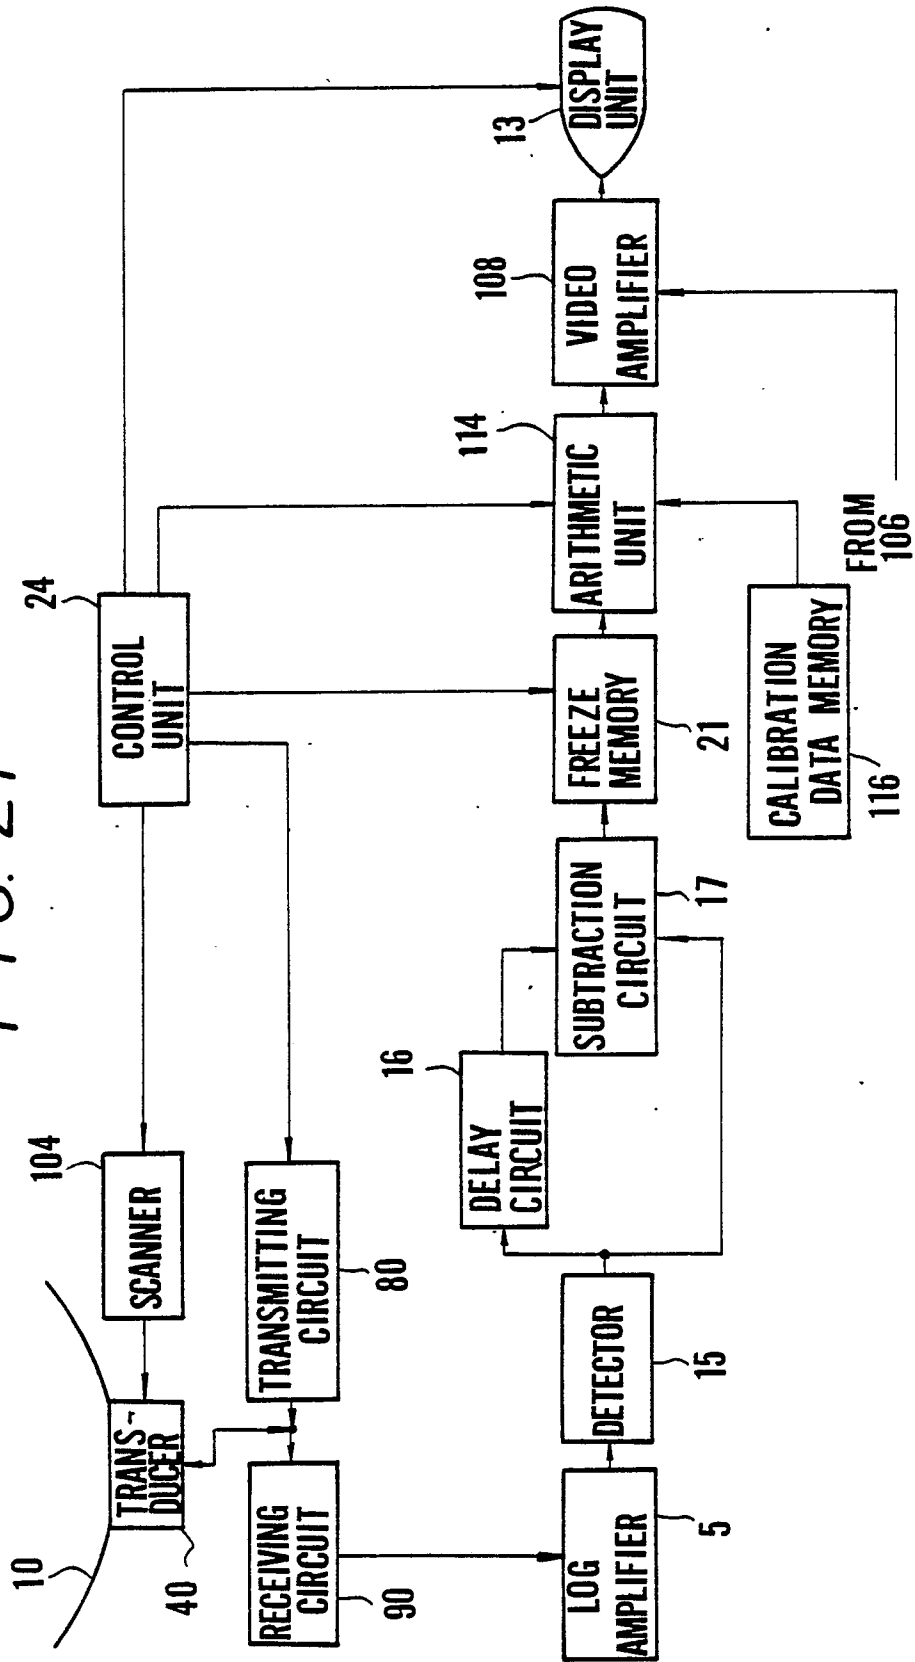 FIG.
10
TRANS-
DUCER
40
104
SCANNER
24
CONTROL
UNIT
RECEIVING
CIRCUIT
90
TRANSMITTING
CIRCUIT
80
LOG
AMPLIFIER
5
DETECTOR
15
16
DELAY
CIRCUIT
SUBTRACTION
CIRCUIT
17
FREEZE
MEMORY
21
114
ARITHMETIC
UNIT
108
VIDEO
AMPLIFIER
13
DISPLAY
UNIT
CALIBRATION
DATA MEMORY
116
FROM
106